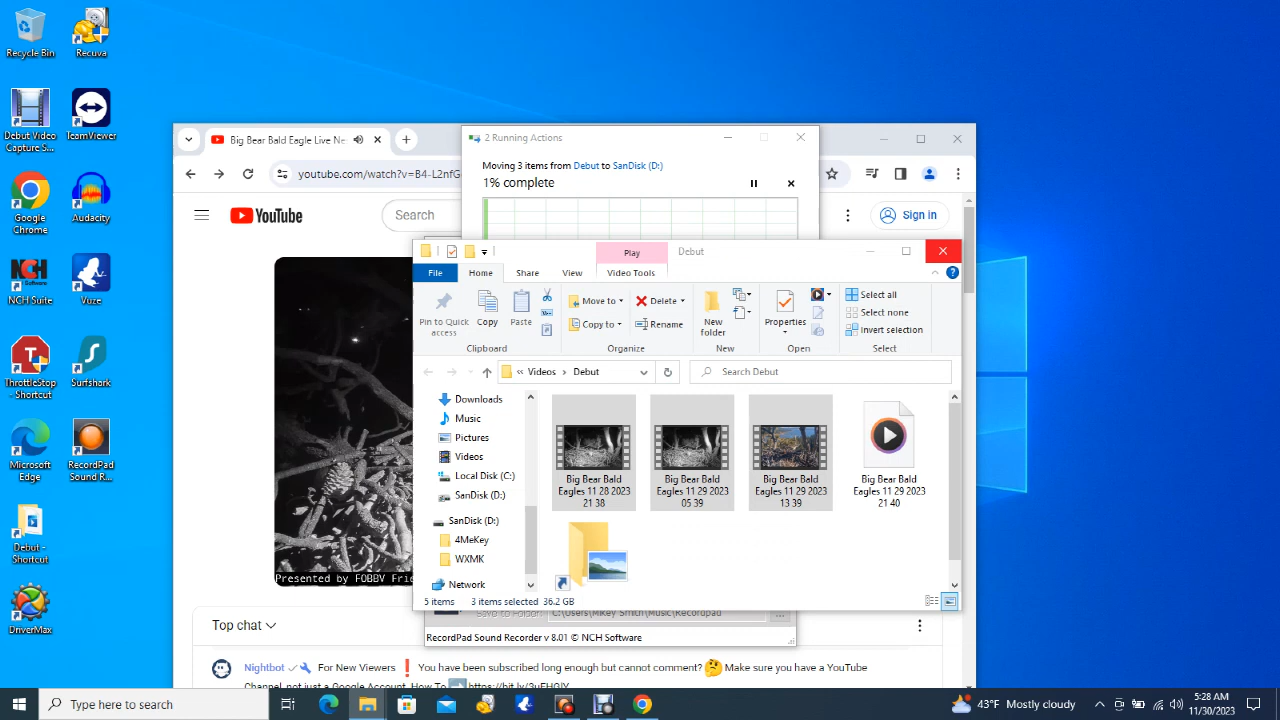 Recycle Bin
Recuva
Debut Video
Capture S...
TeamViewer
Google
Chrome
Audacity
NCH
Software
NCH Suite
Vuze
ThrottleStop
- Shortcut
Surfshark
Microsoft
Edge
RecordPad
Sound R...
Debut -
Shortcut
DriverMax
Big Bear Bald Eagle Live Ne
youtube.com/watch?v=B4-L2nfG
YouTube
Search
Sign in
2 Running Actions
Moving 3 items from Debut to SanDisk (D:)
1% complete
Play
Debut
File
Home
Share
View
Video Tools
Pin to Quick
access
Copy
Paste
Move to
Copy to
Delete
Rename
New
folder
Properties
Select all
Select none
Invert selection
Clipboard
Organize
New
Open
Select
« Videos > Debut
Search Debut
Downloads
Music
Pictures
Videos
Local Disk (C:)
SanDisk (D:)
SanDisk (D:)
4MeKey
WXMK
Network
Big Bear Bald
Eagles 11 28 2023
21 38
Big Bear Bald
Eagles 11 29 2023
05 39
Big Bear Bald
Eagles 11 29 2023
13 39
Big Bear Bald
Eagles 11 29 2023
21 40
5 items
3 items selected 36.2 GB
Presented by FOBBV Frie
Save to Folder:
C:\Users\Mikey Smith\Music\Recordpad
RecordPad Sound Recorder v 8.01 © NCH Software
Top chat
Nightbot For New Viewers ❗ You have been subscribed long enough but cannot comment? 🤔 Make sure you have a YouTube
Channel, not just a Google Account. How To ➡️ https://bit.ly/3uEHGlY
Type here to search
43°F Mostly cloudy
5:28 AM
11/30/2023